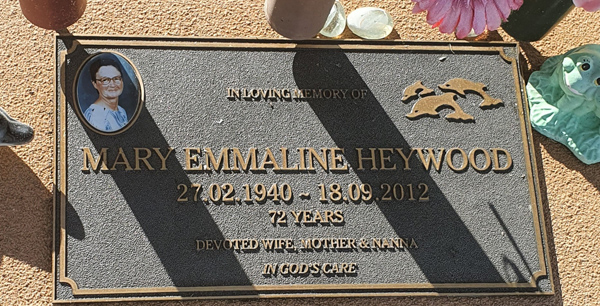 IN LOVING MEMORY OF
MARY EMMALINE HEYWOOD
27.02.1940 ~ 18.09.2012
72 YEARS
DEVOTED WIFE, MOTHER & NANNA
IN GOD'S CARE